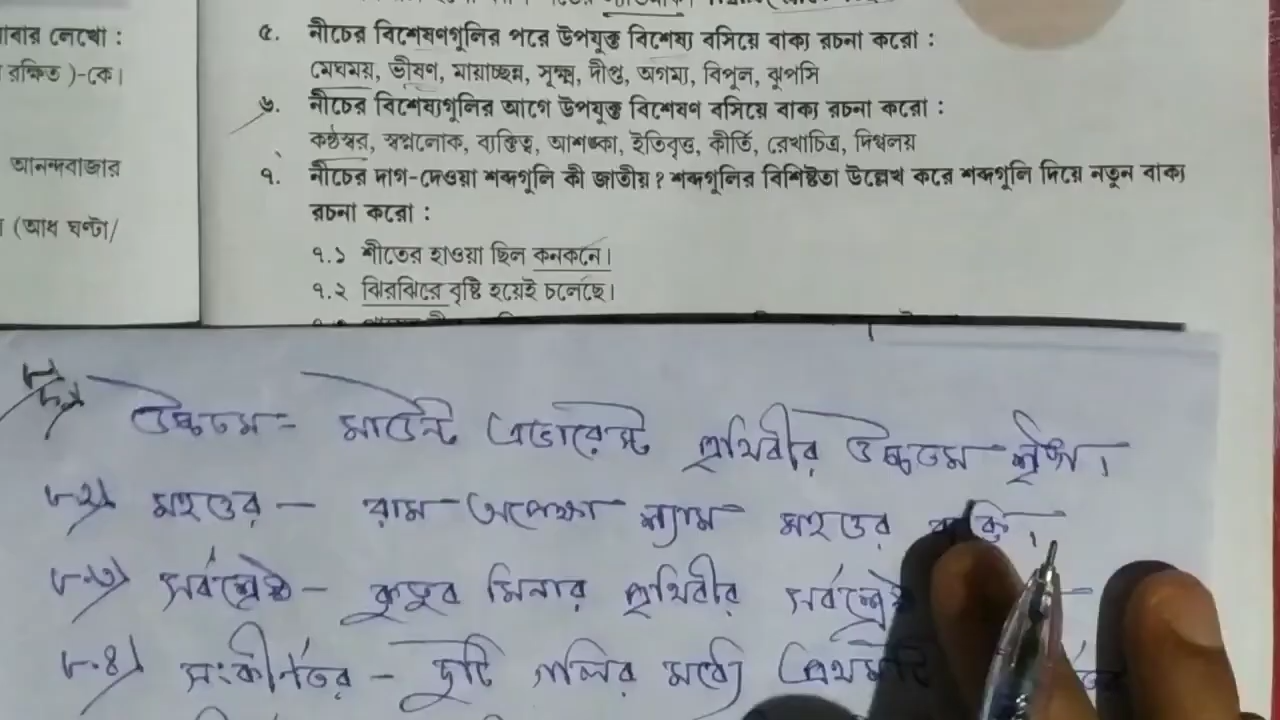 াবার লেখো :
রক্ষিত )-কে।
আনন্দবাজার
(আধ ঘণ্টা/
৫. নীচের বিশেষণগুলির পরে উপযুক্ত বিশেষ্য বসিয়ে বাক্য রচনা করো :
মেঘময়, ভীষণ, মায়াচ্ছন্ন, সূক্ষ্ম, দীপ্ত, অগম্য, বিপুল, ঝুপসি
৬. নীচের বিশেষ্যগুলির আগে উপযুক্ত বিশেষণ বসিয়ে বাক্য রচনা করো :
কণ্ঠস্বর, স্বপ্নলোক, ব্যক্তিত্ব, আশঙ্কা, ইতিবৃত্ত, কীর্তি, রেখাচিত্র, দিগ্বলয়
৭. নীচের দাগ-দেওয়া শব্দগুলি কী জাতীয়? শব্দগুলির বিশিষ্টতা উল্লেখ করে শব্দগুলি দিয়ে নতুন বাক্য
রচনা করো :
৭.১ শীতের হাওয়া ছিল কনকনে।
৭.২ ঝিরঝিরে বৃষ্টি হয়েই চলেছে।
উচ্চতম - মাউন্ট এভারেস্ট পৃথিবীর উচ্চতম শৃঙ্গ।
৮.২) মহত্তর - রাম অপেক্ষা শ্যাম মহত্তর
৮.৩) সর্বশ্রেষ্ঠ - কুতুব মিনার পৃথিবীর সর্বশ্রেষ্ঠ
৮.৪) সংকীর্ণতর - দুটি গলির মধ্যে প্রথমটি